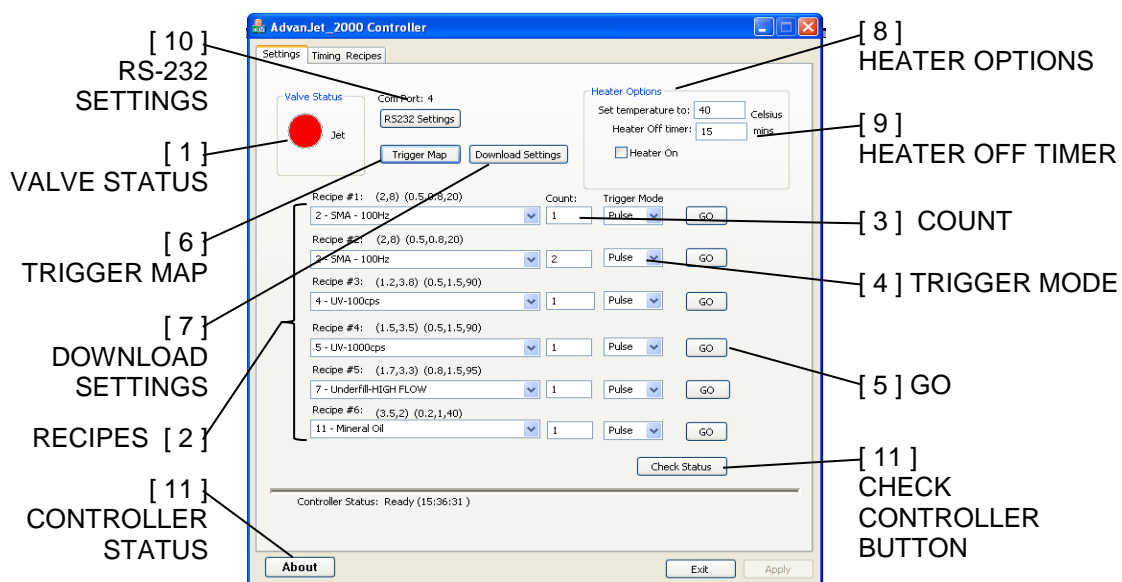 AdvanJet_2000 Controller
Settings
Timing Recipes
[ 10 ]
RS-232
SETTINGS
[ 1 ]
VALVE STATUS
[ 6 ]
TRIGGER MAP
[ 7 ]
DOWNLOAD
SETTINGS
RECIPES [ 2 ]
[ 11 ]
CONTROLLER
STATUS
Valve Status
Jet
Com Port: 4
RS232 Settings
Trigger Map
Download Settings
Heater Options
Set temperature to: 40 Celsius
Heater Off timer: 15 mins
Heater On
Recipe #1: (2,8) (0.5,0.8,20)
Count:
Trigger Mode
2 - SMA - 100Hz 1 Pulse GO
Recipe #2: (2,8) (0.5,0.8,20)
2 - SMA - 100Hz 2 Pulse GO
Recipe #3: (1.2,3.8) (0.5,1.5,90)
4 - UV-100cps 1 Pulse GO
Recipe #4: (1.5,3.5) (0.5,1.5,90)
5 - UV-1000cps 1 Pulse GO
Recipe #5: (1.7,3.3) (0.8,1.5,95)
7 - Underfill-HIGH FLOW 1 Pulse GO
Recipe #6: (3.5,2) (0.2,1,40)
11 - Mineral Oil 1 Pulse GO
Check Status
Controller Status: Ready (15:36:31 )
About
Exit
Apply
[ 8 ]
HEATER OPTIONS
[ 9 ]
HEATER OFF TIMER
[ 3 ] COUNT
[ 4 ] TRIGGER MODE
[ 5 ] GO
[ 11 ]
CHECK
CONTROLLER
BUTTON